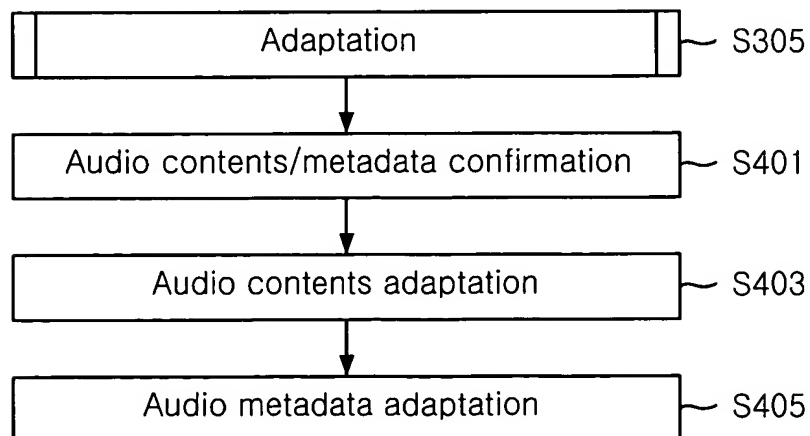 Adaptation S305
Audio contents/metadata confirmation S401
Audio contents adaptation S403
Audio metadata adaptation S405